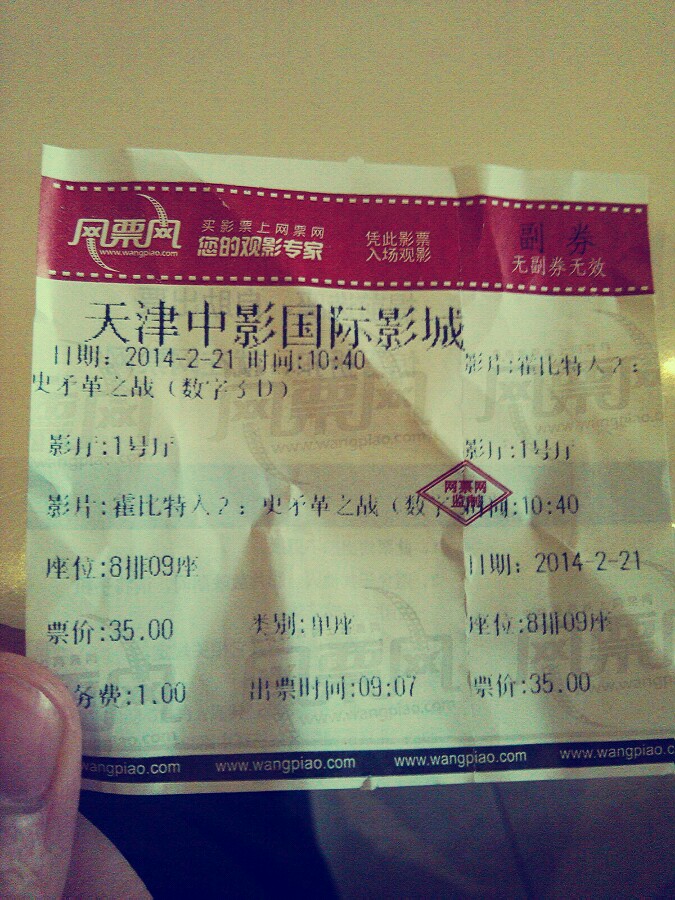 网票网
www.wangpiao.com
买影票上网票网
您的观影专家
凭此影票
入场观影
副 券
无副券无效
天津中影国际影城
日期：2014-2-21 时间:10:40
史矛革之战（数字3D）
影片:霍比特人2：
影厅:1号厅
影厅:1号厅
影片:霍比特人2：史矛革之战（数字
网票网
监制
时间:10:40
座位:8排09座
日期：2014-2-21
票价:35.00
类别:单座
座位:8排09座
务费:1.00
出票时间:09:07
票价:35.00
wangpiao.com www.wangpiao.com www.wangpiao.com www.wangpiao.com